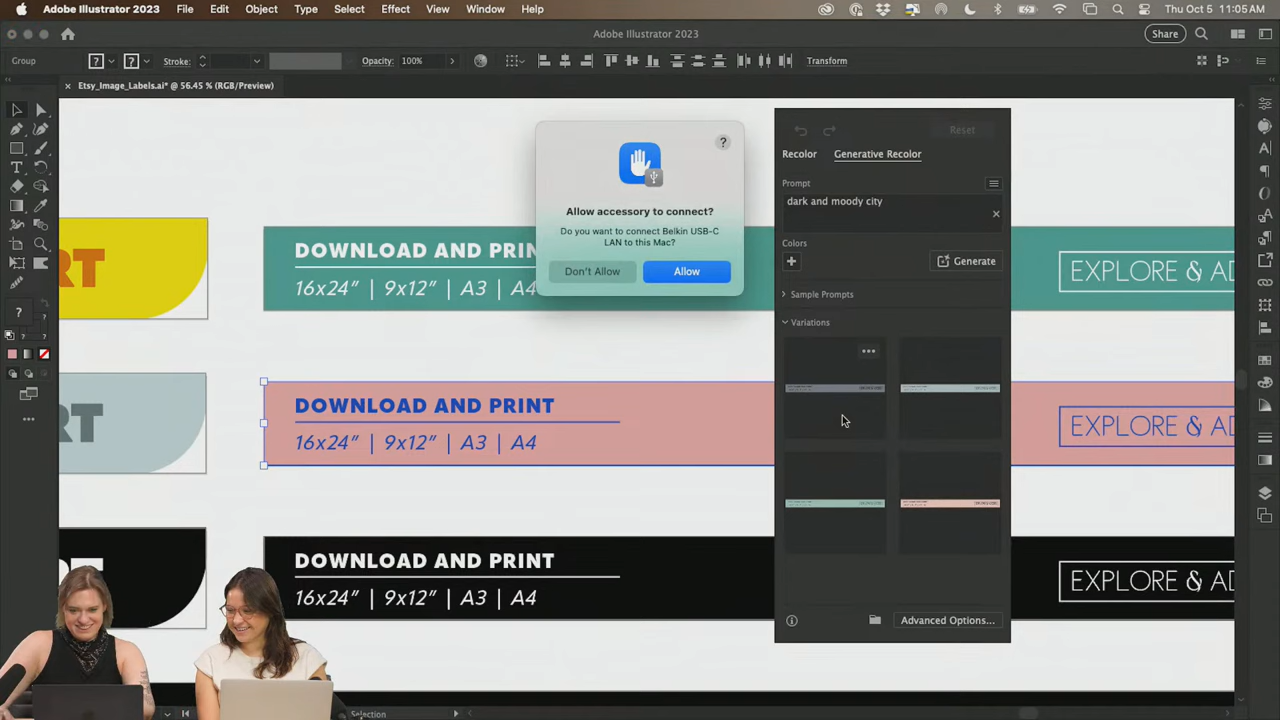 Adobe Illustrator 2023 File Edit Object Type Select Effect View Window Help
Thu Oct 5 11:05AM
Adobe Illustrator 2023
Share
Group
?
?
Stroke:
Opacity: 100%
Transform
× Etsy_Image_Labels.ai* @ 56.45 % (RGB/Preview)
Reset
Recolor Generative Recolor
Prompt
dark and moody city
Colors
Generate
Sample Prompts
Variations
Advanced Options...
?
Allow accessory to connect?
Do you want to connect Belkin USB-C
LAN to this Mac?
Don't Allow
Allow
RT
DOWNLOAD AND PRINT
16x24" | 9x12" | A3 | A4
EXPLORE & AD
RT
DOWNLOAD AND PRINT
16x24" | 9x12" | A3 | A4
EXPLORE & AD
DOWNLOAD AND PRINT
16x24" | 9x12" | A3 | A4
EXPLORE & AD
?
?
?
Selection